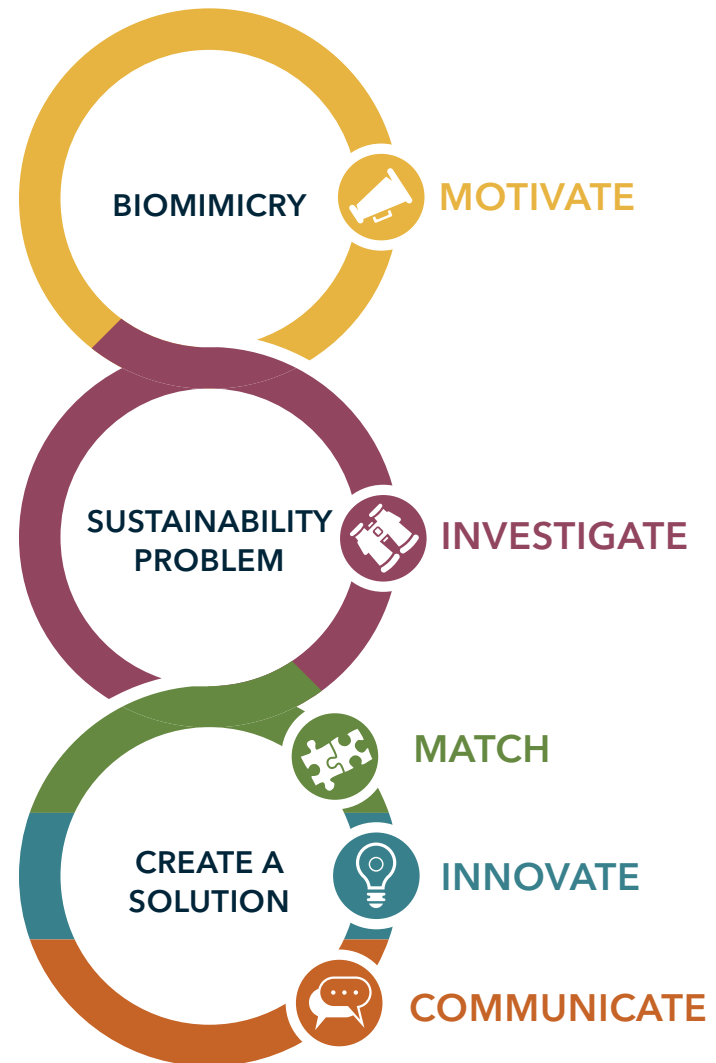 BIOMIMICRY
MOTIVATE
SUSTAINABILITY
PROBLEM
INVESTIGATE
MATCH
CREATE A
SOLUTION
INNOVATE
COMMUNICATE